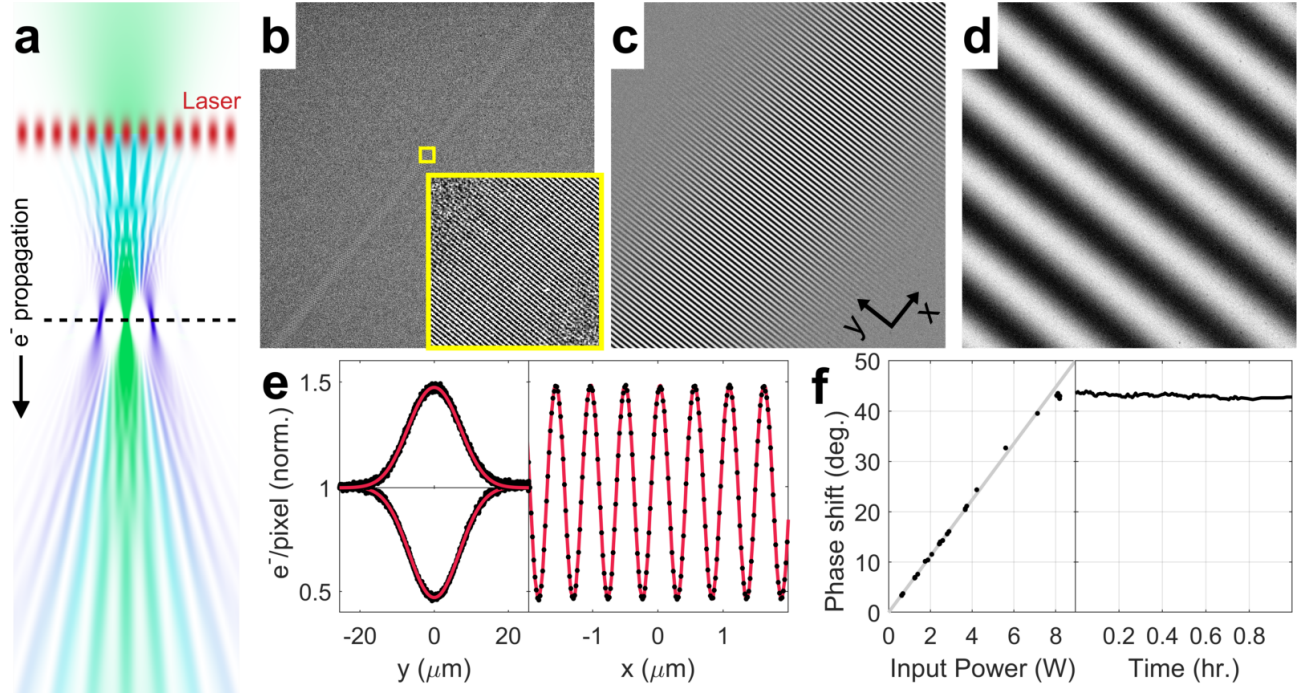 a
Laser
e⁻ propagation
b
c
y
x
d
e
e⁻/pixel (norm.)
1.5
1
0.5
-20
0
20
y (μm)
-1
0
1
x (μm)
f
Phase shift (deg.)
50
40
30
20
10
0
0
2
4
6
8
Input Power (W)
0.2
0.4
0.6
0.8
Time (hr.)